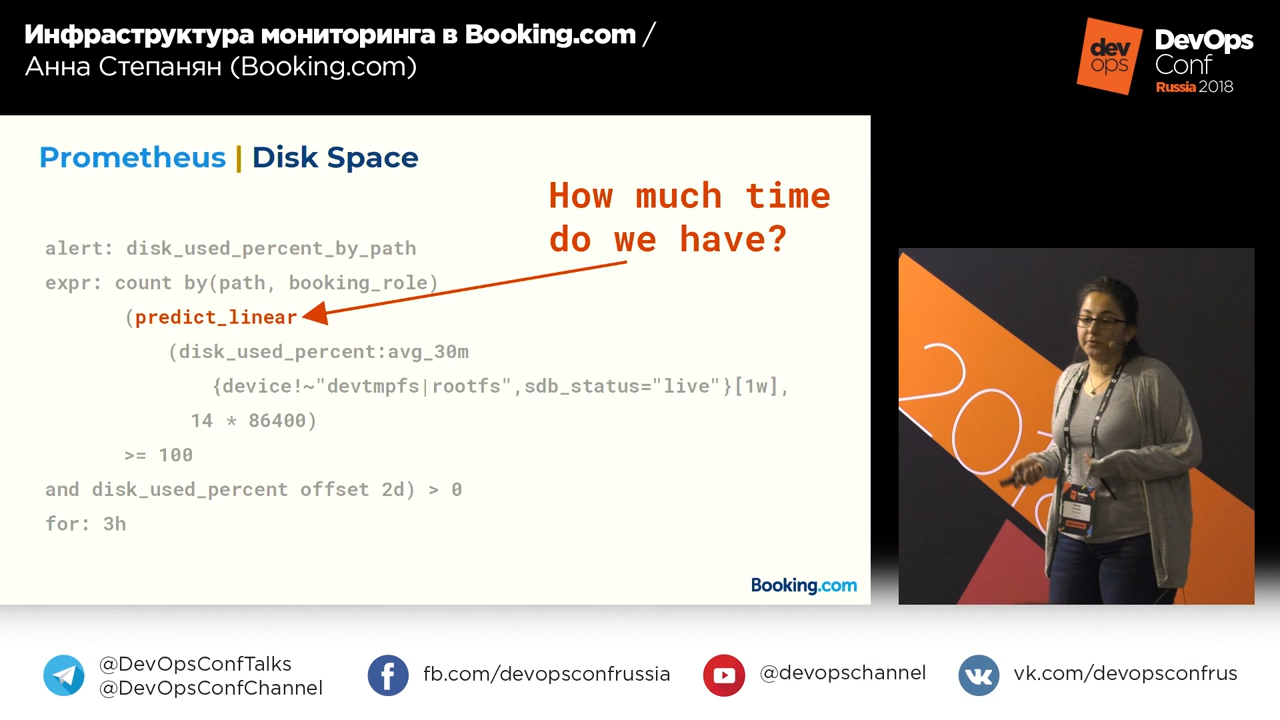 Инфраструктура мониторинга в Booking.com /
Анна Степанян (Booking.com)
dev
ops
DevOps
Conf
Russia 2018
Prometheus | Disk Space
How much time
do we have?
alert: disk_used_percent_by_path
expr: count by(path, booking_role)
(predict_linear
(disk_used_percent:avg_30m
{device!~"devtmpfs|rootfs",sdb_status="live"}[1w],
14 * 86400)
>= 100
and disk_used_percent offset 2d) > 0
for: 3h
Booking.com
@DevOpsConfTalks
@DevOpsConfChannel
fb.com/devopsconfrussia
@devopschannel
vk.com/devopsconfrus